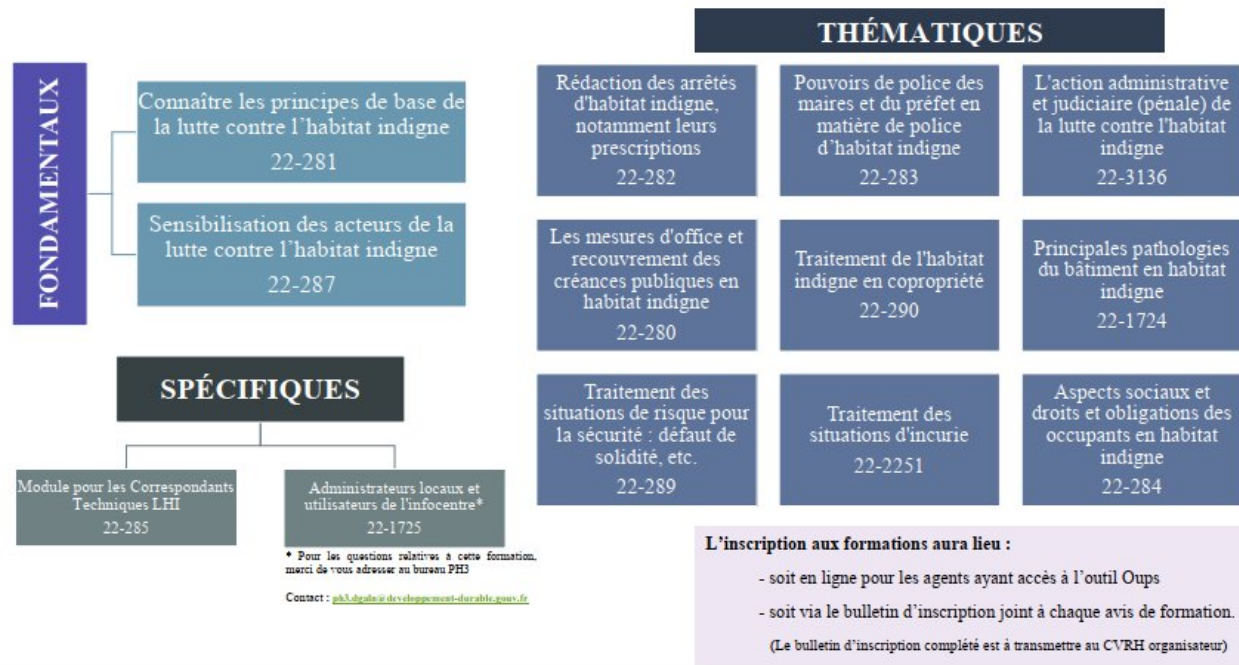 FONDAMENTAUX
Connaître les principes de base de
la lutte contre l’habitat indigne
22-281
Sensibilisation des acteurs de la
lutte contre l’habitat indigne
22-287
SPÉCIFIQUES
Module pour les Correspondants
Techniques LHI
22-285
Administrateurs locaux et
utilisateurs de l'infocentre*
22-1725
* Pour les questions relatives à cette formation,
merci de vous adresser au bureau PH3
Contact : ph3.dgaln@developpement-durable.gouv.fr
THÉMATIQUES
Rédaction des arrêtés
d'habitat indigne,
notamment leurs
prescriptions
22-282
Pouvoirs de police des
maires et du préfet en
matière de police
d’habitat indigne
22-283
L'action administrative
et judiciaire (pénale) de
la lutte contre l'habitat
indigne
22-3136
Les mesures d'office et
recouvrement des
créances publiques en
habitat indigne
22-280
Traitement de l'habitat
indigne en copropriété
22-290
Principales pathologies
du bâtiment en habitat
indigne
22-1724
Traitement des
situations de risque pour
la sécurité : défaut de
solidité, etc.
22-289
Traitement des
situations d'incurie
22-2251
Aspects sociaux et
droits et obligations des
occupants en habitat
indigne
22-284
L’inscription aux formations aura lieu :
- soit en ligne pour les agents ayant accès à l’outil Oups
- soit via le bulletin d’inscription joint à chaque avis de formation.
(Le bulletin d’inscription complété est à transmettre au CVRH organisateur)